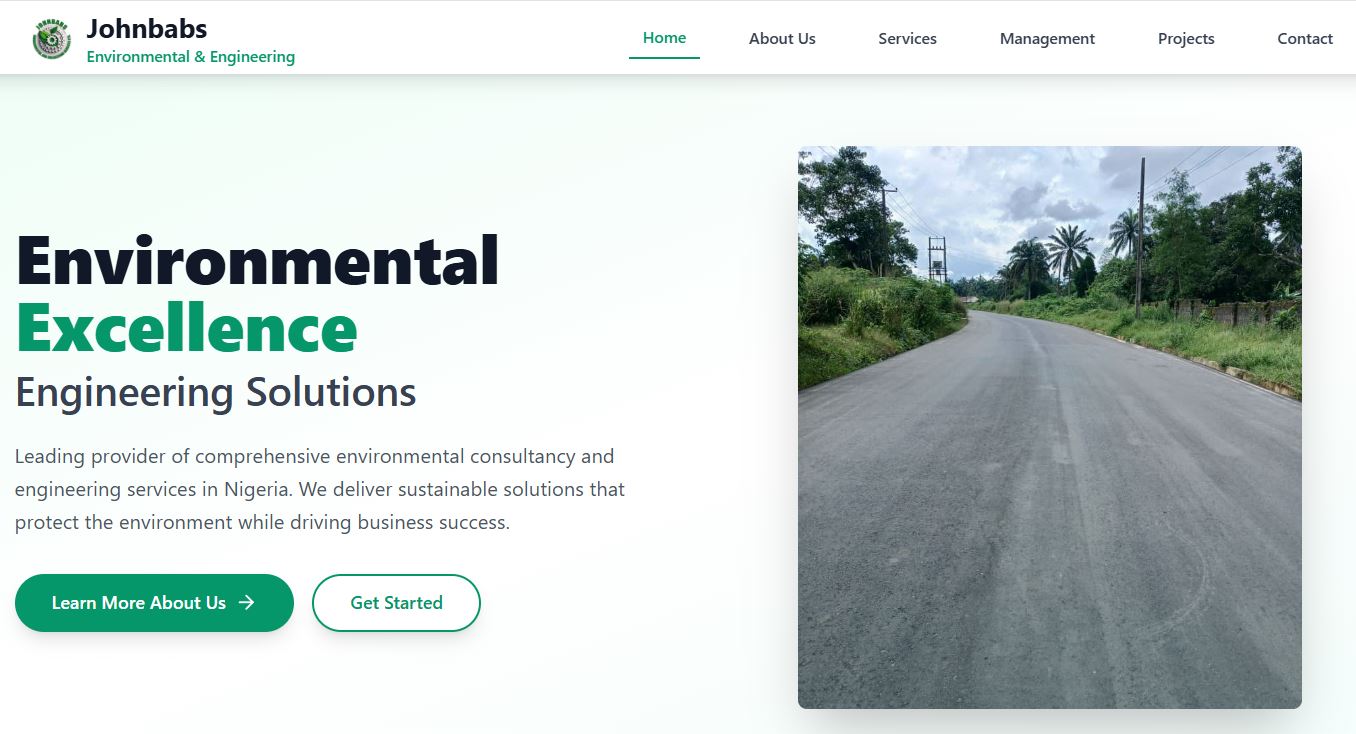 JOHNBABS
Johnbabs
Environmental & Engineering
Home
About Us
Services
Management
Projects
Contact
Environmental
Excellence
Engineering Solutions
Leading provider of comprehensive environmental consultancy and
engineering services in Nigeria. We deliver sustainable solutions that
protect the environment while driving business success.
Learn More About Us →
Get Started